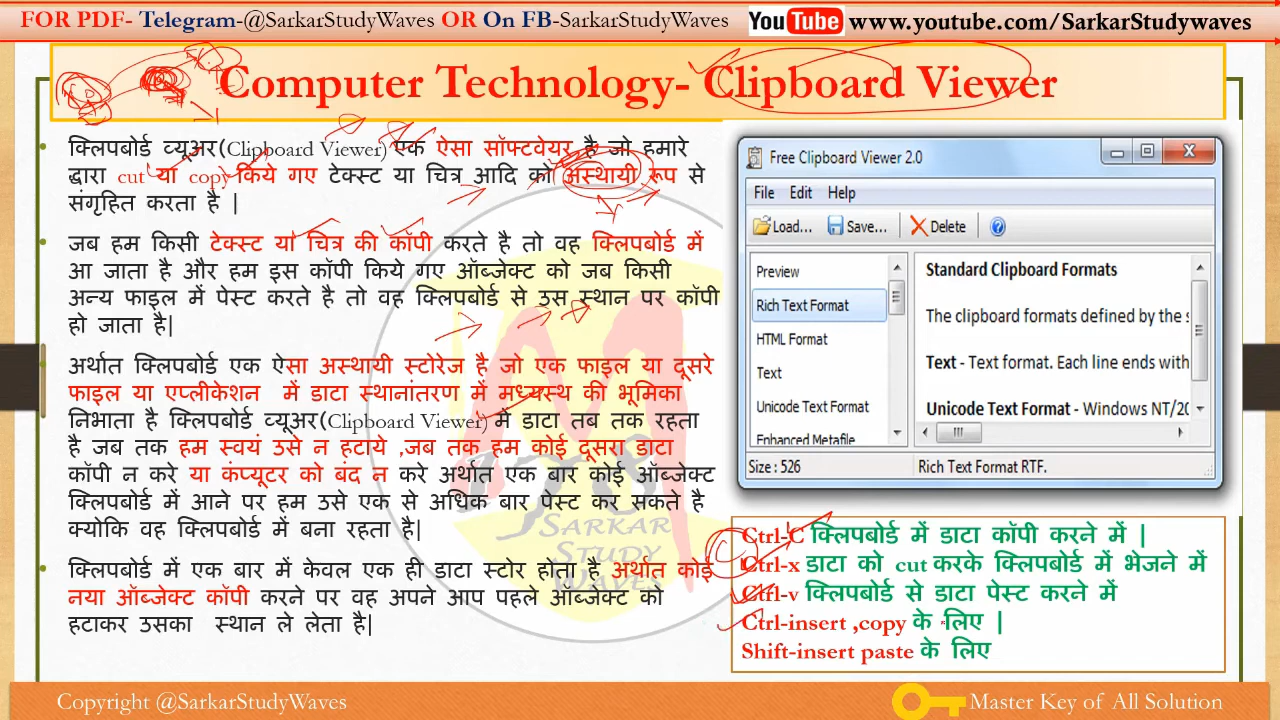 FOR PDF- Telegram-@SarkarStudyWaves OR On FB-SarkarStudyWaves YouTube www.youtube.com/SarkarStudywaves
Computer Technology- Clipboard Viewer
• क्लिपबोर्ड व्यूअर(Clipboard Viewer) एक ऐसा सॉफ्टवेयर है जो हमारे
द्वारा cut या copy किये गए टेक्स्ट या चित्र आदि को अस्थायी रूप से
संगृहित करता है |
• जब हम किसी टेक्स्ट या चित्र की कॉपी करते है तो वह क्लिपबोर्ड में
आ जाता है और हम इस कॉपी किये गए ऑब्जेक्ट को जब किसी
अन्य फाइल में पेस्ट करते है तो वह क्लिपबोर्ड से उस स्थान पर कॉपी
हो जाता है|
• अर्थात क्लिपबोर्ड एक ऐसा अस्थायी स्टोरेज है जो एक फाइल या दूसरे
फाइल या एप्लीकेशन में डाटा स्थानांतरण में मध्यस्थ की भूमिका
निभाता है क्लिपबोर्ड व्यूअर(Clipboard Viewer) में डाटा तब तक रहता
है जब तक हम स्वयं उसे न हटाये ,जब तक हम कोई दूसरा डाटा
कॉपी न करे या कंप्यूटर को बंद न करे अर्थात एक बार कोई ऑब्जेक्ट
क्लिपबोर्ड में आने पर हम उसे एक से अधिक बार पेस्ट कर सकते है
क्योकि वह क्लिपबोर्ड में बना रहता है|
• क्लिपबोर्ड में एक बार में केवल एक ही डाटा स्टोर होता है अर्थात कोई
नया ऑब्जेक्ट कॉपी करने पर वह अपने आप पहले ऑब्जेक्ट को
हटाकर उसका स्थान ले लेता है|
SARKAR
STUDY
WAVES
Free Clipboard Viewer 2.0
File Edit Help
Load... Save... Delete
Preview
Rich Text Format
HTML Format
Text
Unicode Text Format
Enhanced Metafile
Standard Clipboard Formats
The clipboard formats defined by the s
Text - Text format. Each line ends with
Unicode Text Format - Windows NT/20
Size : 526 Rich Text Format RTF.
Ctrl-C क्लिपबोर्ड में डाटा कॉपी करने में |
Ctrl-x डाटा को cut करके क्लिपबोर्ड में भेजने में
Ctrl-v क्लिपबोर्ड से डाटा पेस्ट करने में
Ctrl-insert ,copy के लिए |
Shift-insert paste के लिए
Copyright @SarkarStudyWaves
Master Key of All Solution